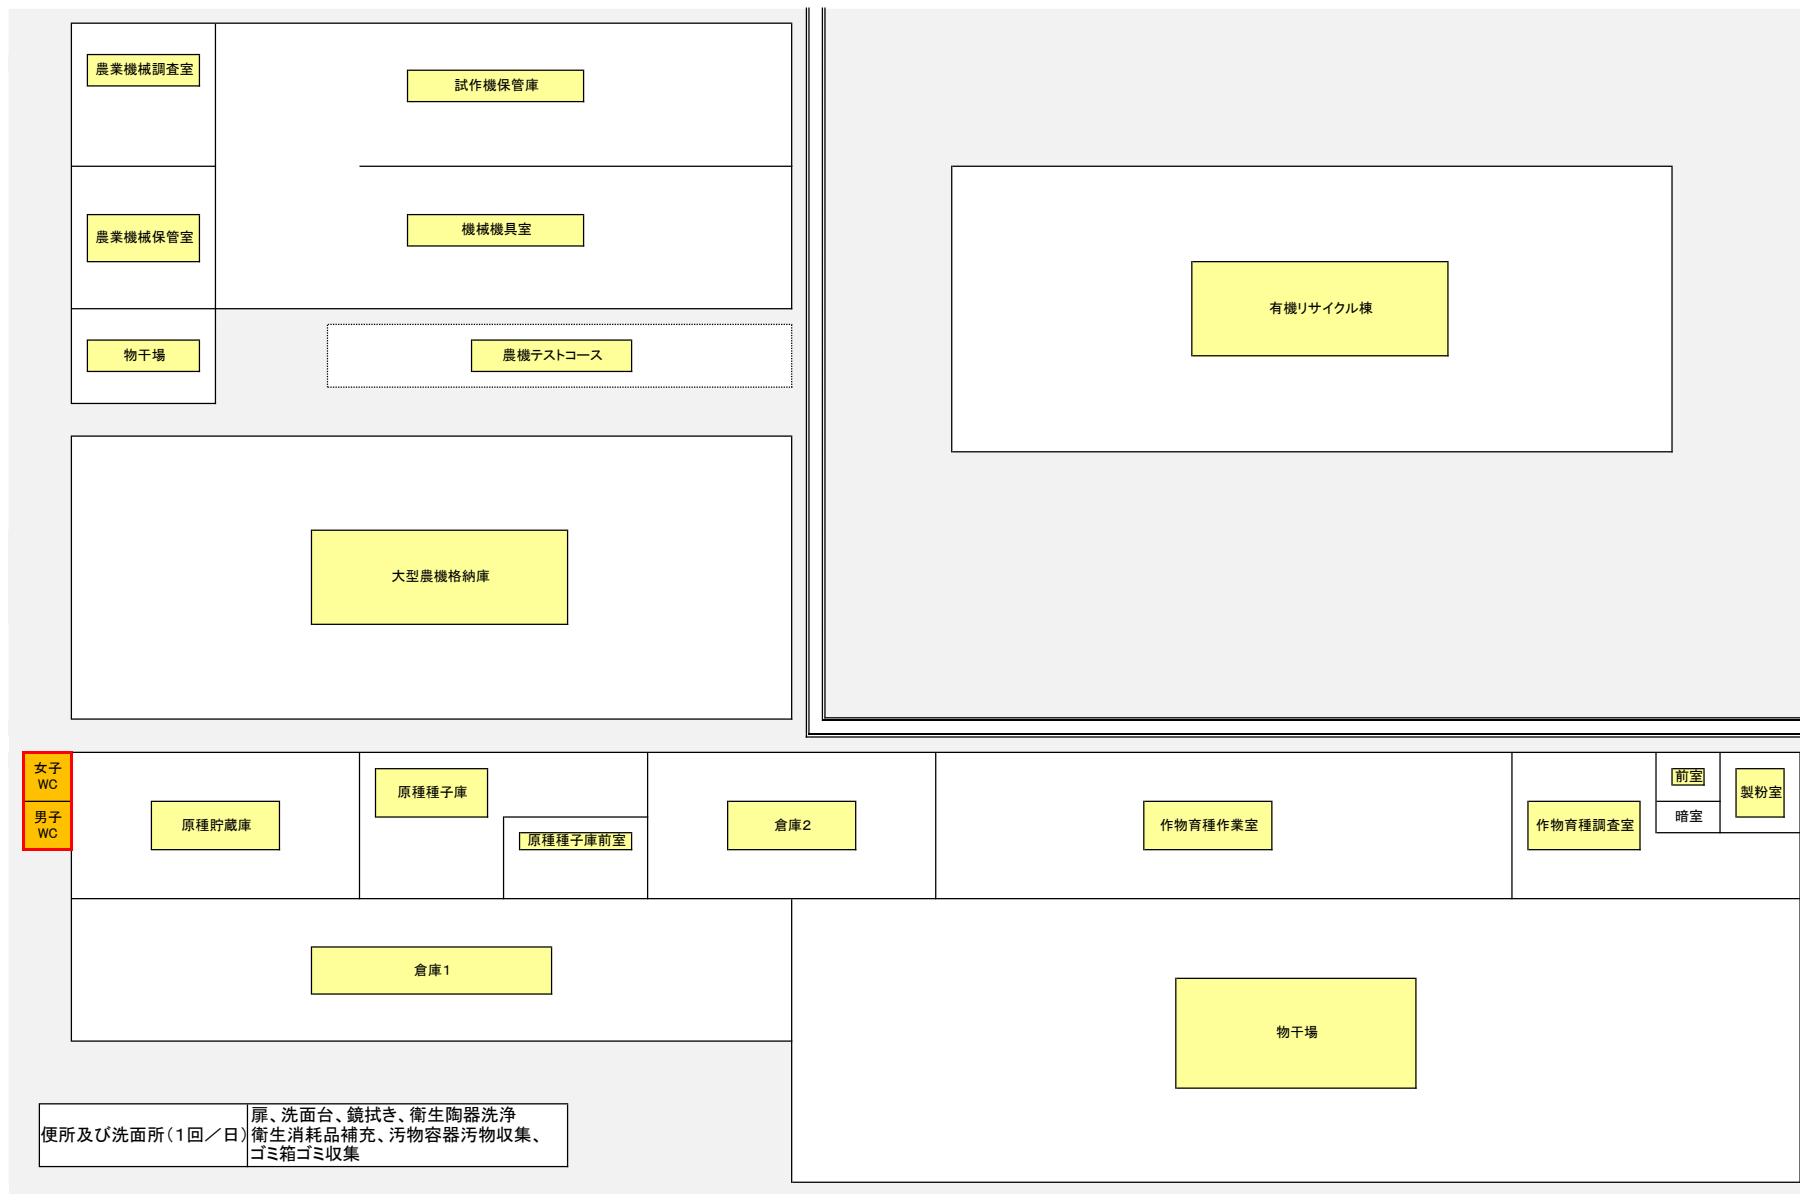 農業機械調査室
試作機保管庫
農業機械保管室
機械機具室
有機リサイクル棟
物干場
農機テストコース
大型農機格納庫
女子
WC
男子
WC
原種貯蔵庫
原種種子庫
原種種子庫前室
倉庫2
作物育種作業室
作物育種調査室
前室
暗室
製粉室
倉庫1
物干場
便所及び洗面所(1回/日)
扉、洗面台、鏡拭き、衛生陶器洗浄
衛生消耗品補充、汚物容器汚物収集、
ゴミ箱ゴミ収集